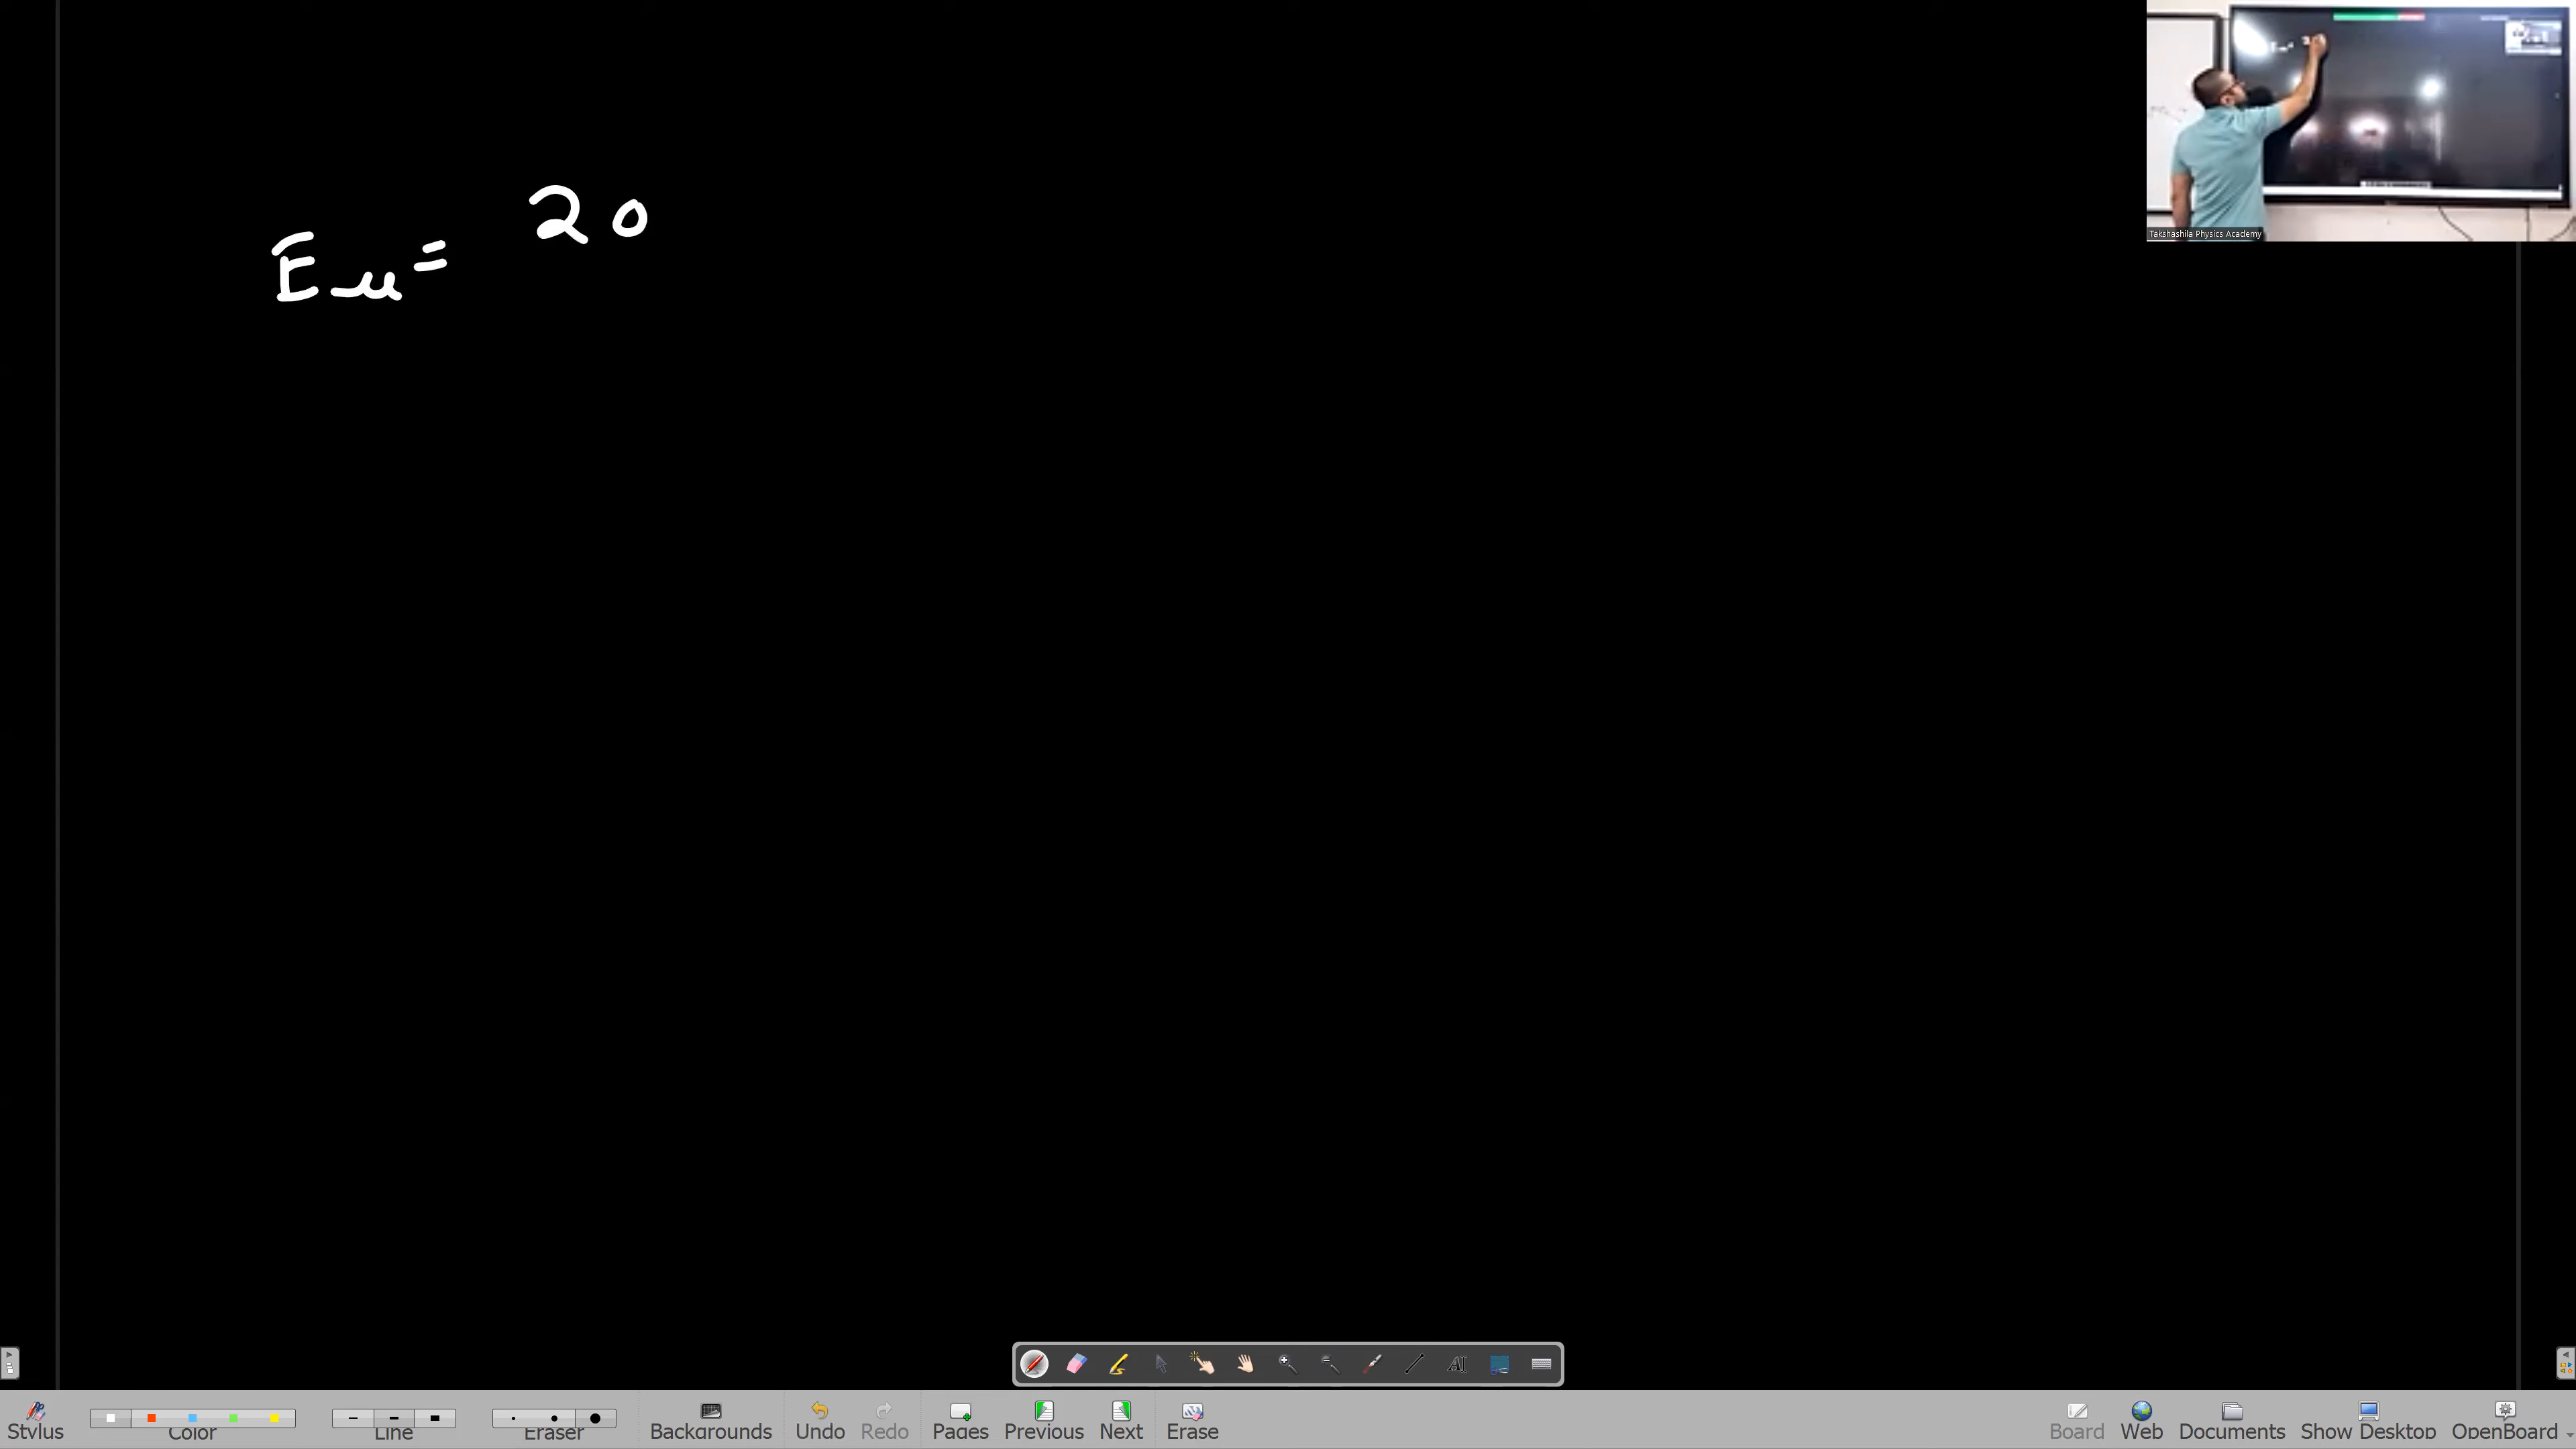 Takshashila Physics Academy
20
Eμ =
Stylus Color Line Eraser Backgrounds Undo Redo Pages Previous Next Erase Board Web Documents Show Desktop OpenBoard